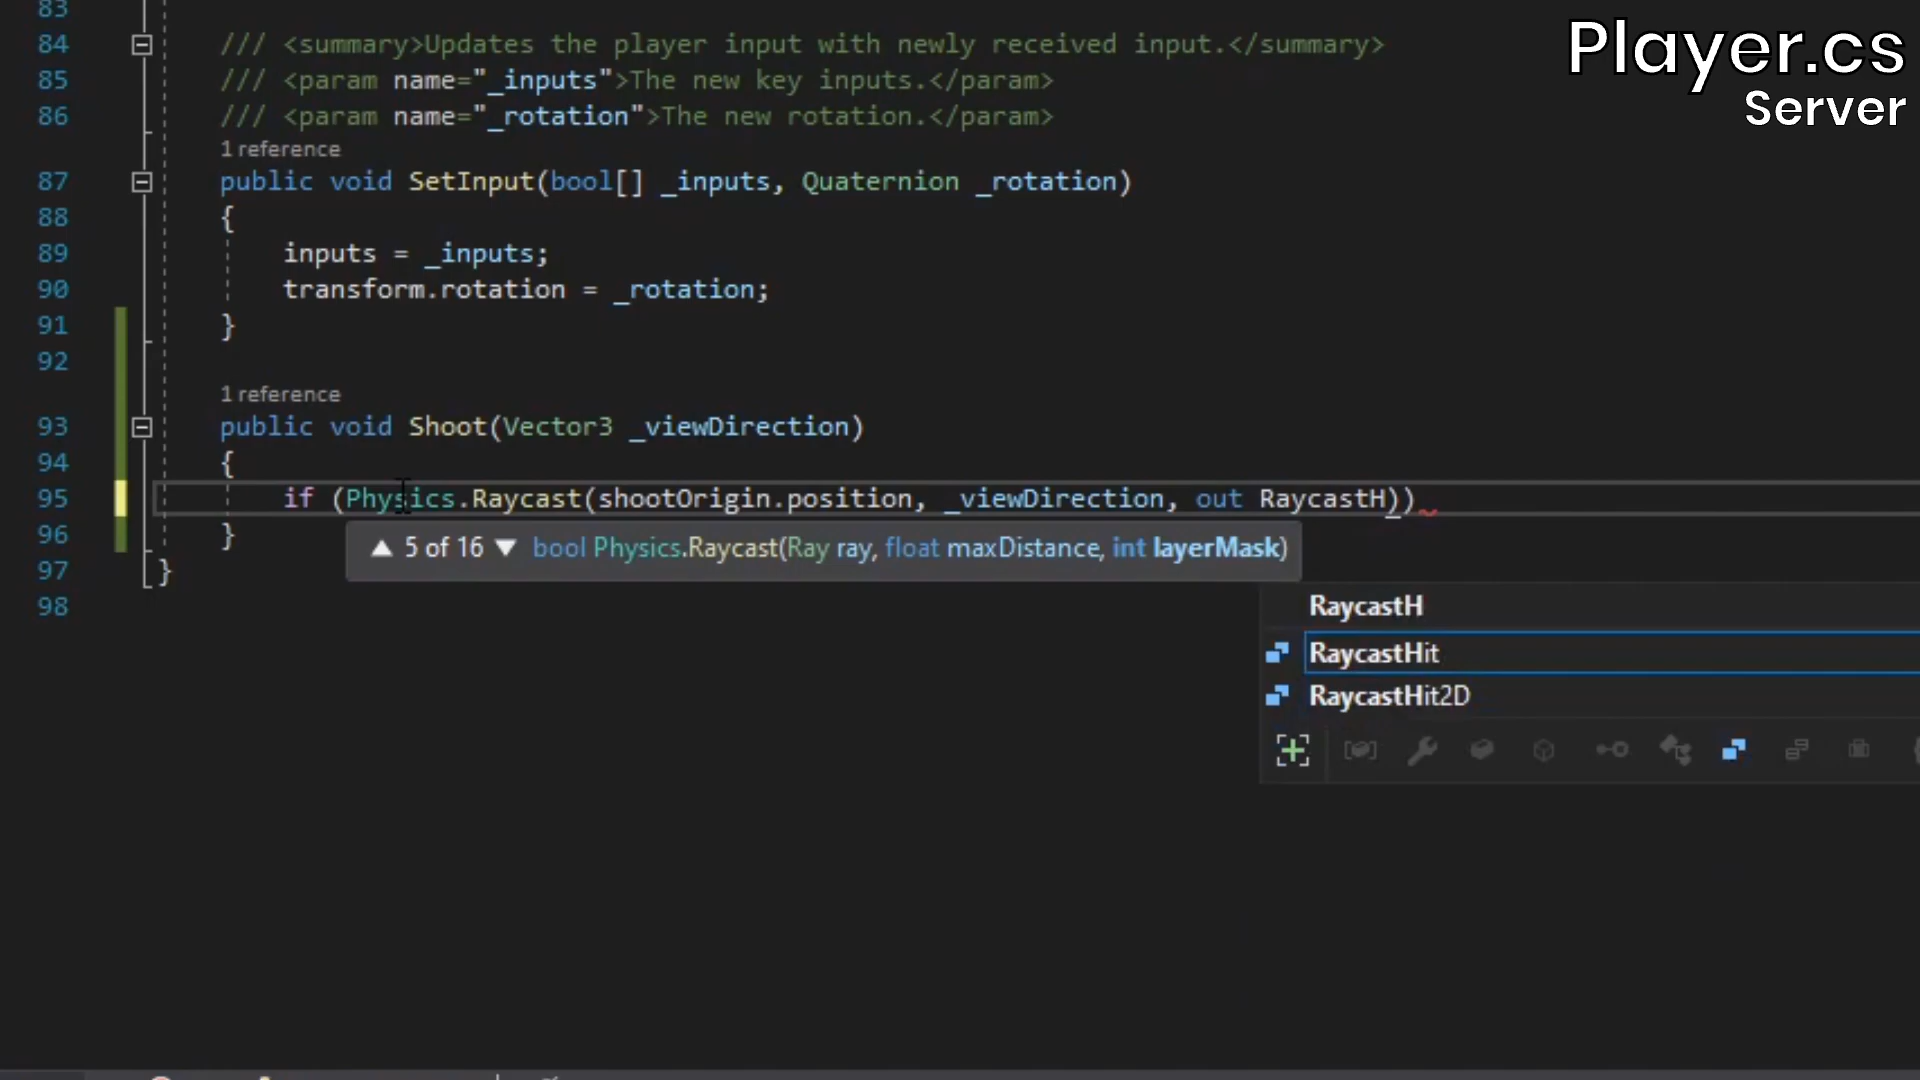 Player.cs
Server
83
84 /// <summary>Updates the player input with newly received input.</summary>
85 /// <param name="_inputs">The new key inputs.</param>
86 /// <param name="_rotation">The new rotation.</param>
1 reference
87 public void SetInput(bool[] _inputs, Quaternion _rotation)
88 {
89 inputs = _inputs;
90 transform.rotation = _rotation;
91 }
92
1 reference
93 public void Shoot(Vector3 _viewDirection)
94 {
95 if (Physics.Raycast(shootOrigin.position, _viewDirection, out RaycastH))
96 }
▲ 5 of 16 ▼ bool Physics.Raycast(Ray ray, float maxDistance, int layerMask)
97 }
98
RaycastH
RaycastHit
RaycastHit2D